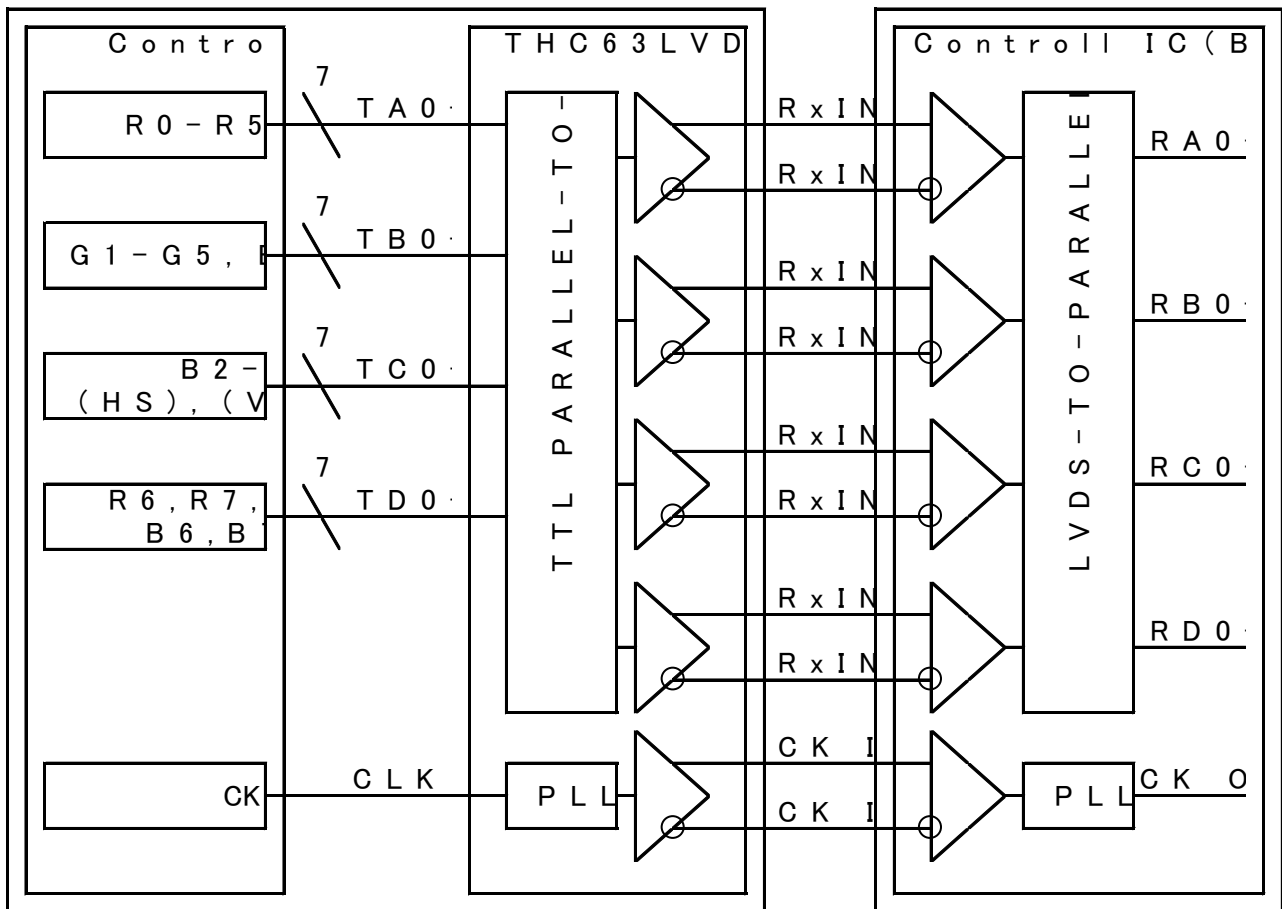 Contro
THC63LVD
Controll IC(B
7
TA0-
R0-R5
7
TB0-
G1-G5,
7
TC0-
B2-
(HS),(V
7
TD0-
R6,R7,
B6,B
CLK
CK
TTL PARALLEL-TO-
PLL
RxIN
RxIN
RxIN
RxIN
RxIN
RxIN
RxIN
RxIN
CK I
CK I
LVDS-TO-PARALLE
PLL
RA0-
RB0-
RC0-
RD0-
CK O